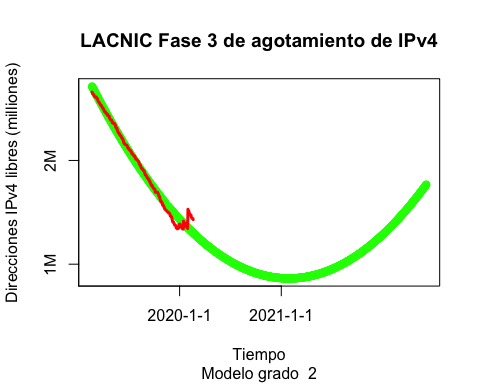 LACNIC Fase 3 de agotamiento de IPv4
Direcciones IPv4 libres (milliones)
2M
1M
2020-1-1
2021-1-1
Tiempo
Modelo grado 2